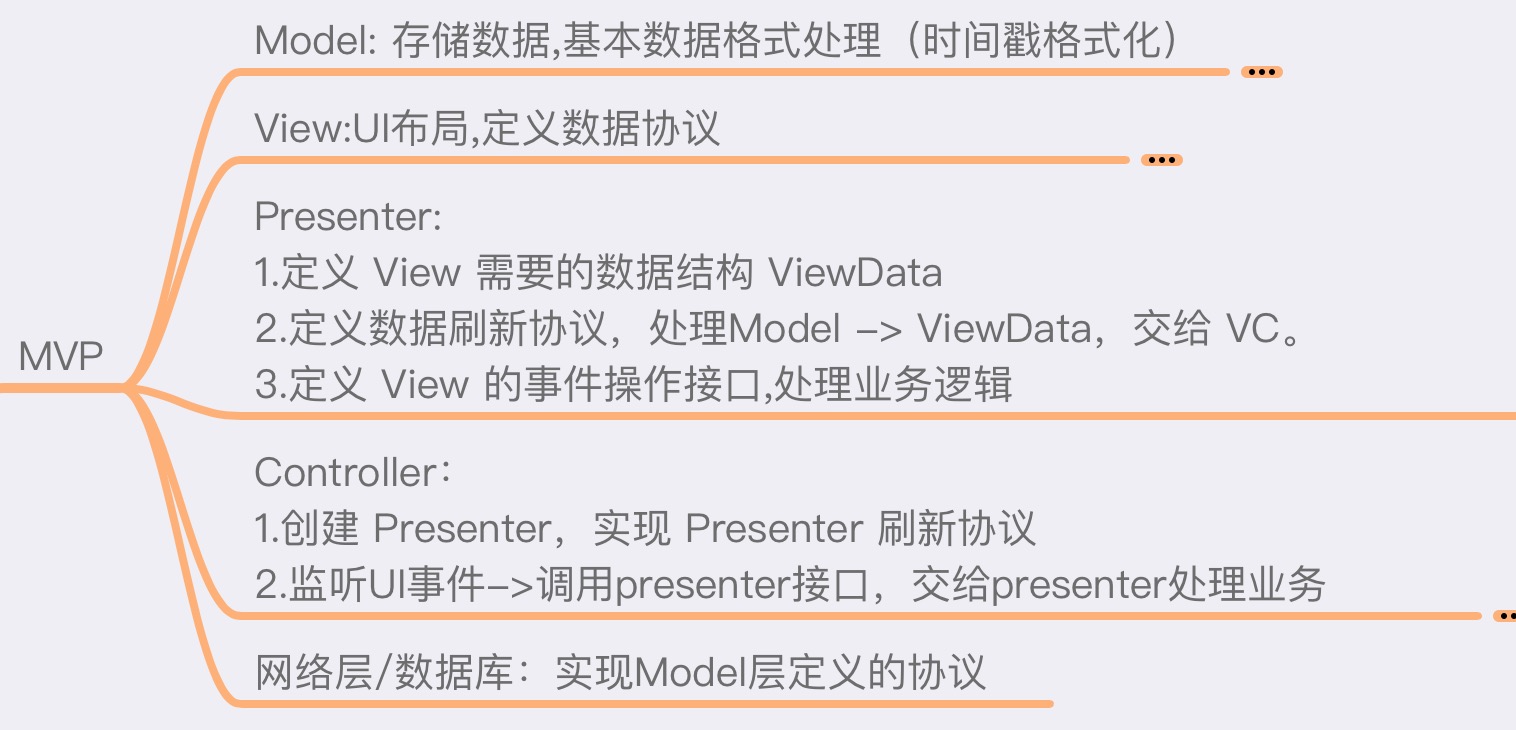 Model: 存储数据,基本数据格式处理（时间戳格式化）
View:UI布局,定义数据协议
Presenter:
1.定义 View 需要的数据结构 ViewData
2.定义数据刷新协议，处理Model -> ViewData，交给 VC。
3.定义 View 的事件操作接口,处理业务逻辑
MVP
Controller：
1.创建 Presenter，实现 Presenter 刷新协议
2.监听UI事件->调用presenter接口，交给presenter处理业务
网络层/数据库：实现Model层定义的协议